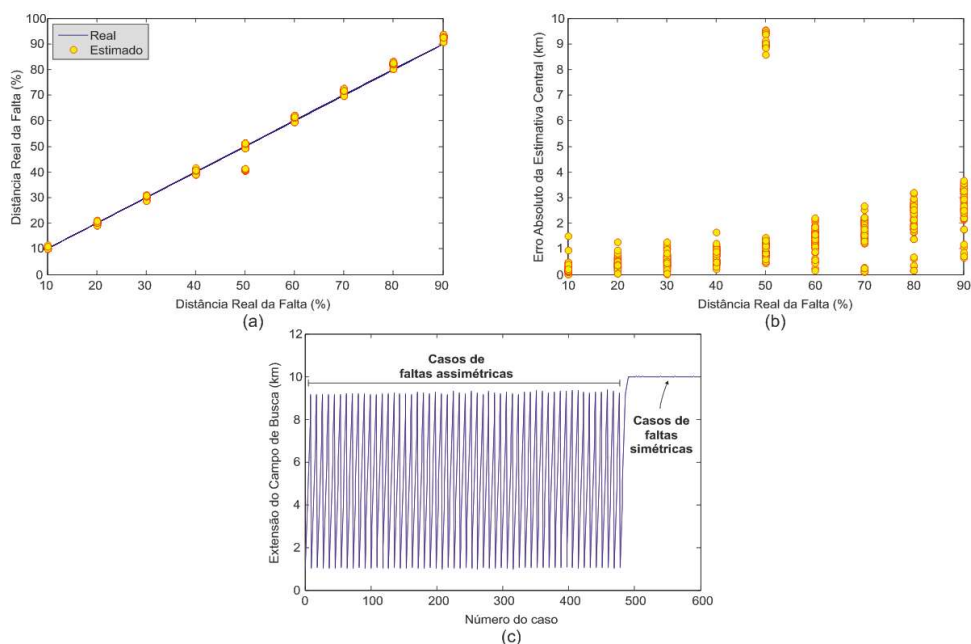 100
90
80
70
60
50
40
30
20
10
0
Distância Real da Falta (%)
Real
Estimado
10 20 30 40 50 60 70 80 90
Distância Real da Falta (%)
(a)
10
9
8
7
6
5
4
3
2
1
0
Erro Absoluto da Estimativa Central (km)
10 20 30 40 50 60 70 80 90
Distância Real da Falta (%)
(b)
12
10
8
6
4
2
0
Extensão do Campo de Busca (km)
Casos de
faltas assimétricas
Casos de
faltas
simétricas
0 100 200 300 400 500 600
Número do caso
(c)